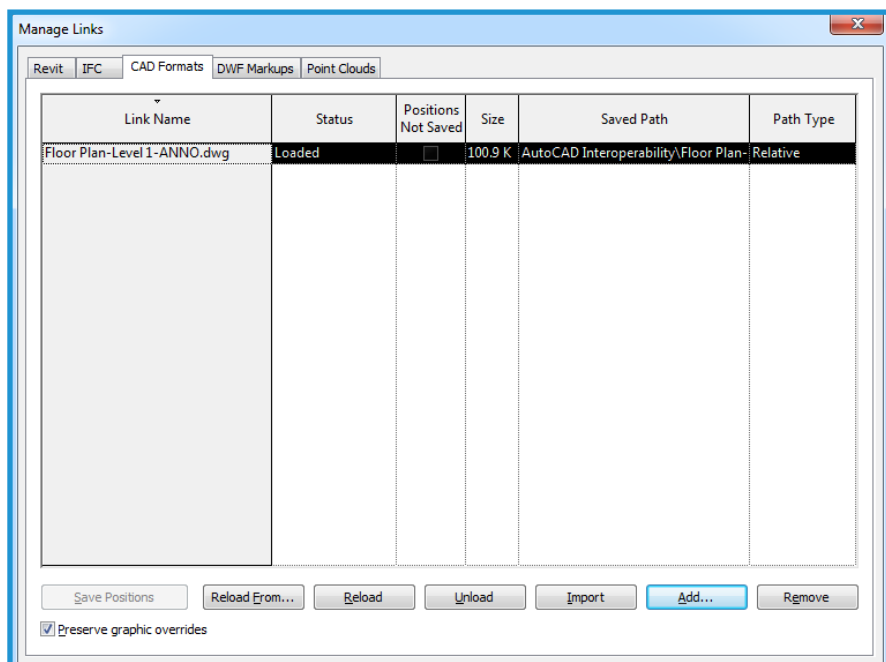 Manage Links
Revit IFC CAD Formats DWF Markups Point Clouds
Link Name Status Positions Not Saved Size Saved Path Path Type
Floor Plan-Level 1-ANNO.dwg Loaded 100.9 K AutoCAD Interoperability\Floor Plan- Relative
Save Positions Reload From... Reload Unload Import Add... Remove
Preserve graphic overrides